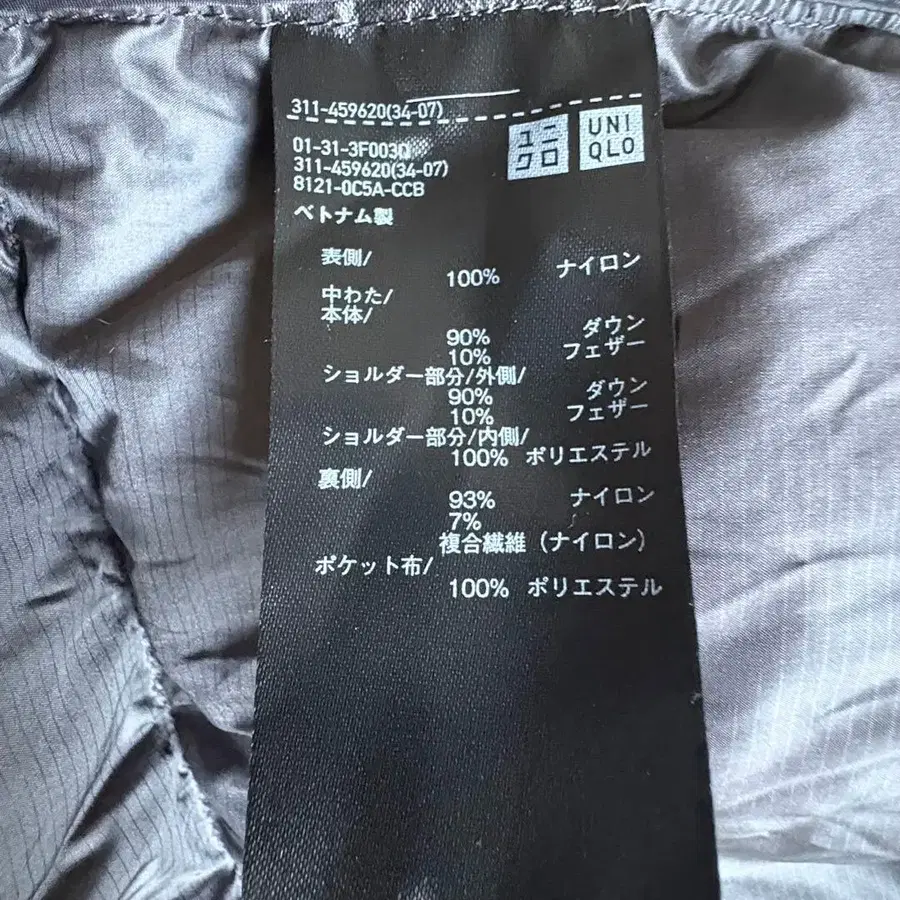 311-459620(34-07)
ユニ
クロ
UNI
QLO
01-31-3F003D
311-459620(34-07)
8121-0C5A-CCB
ベトナム製
表側/
100% ナイロン
中わた/
本体/
90% ダウン
10% フェザー
ショルダー部分/外側/
90% ダウン
10% フェザー
ショルダー部分/内側/
100% ポリエステル
裏側/
93% ナイロン
7%
複合繊維（ナイロン）
ポケット布/
100% ポリエステル